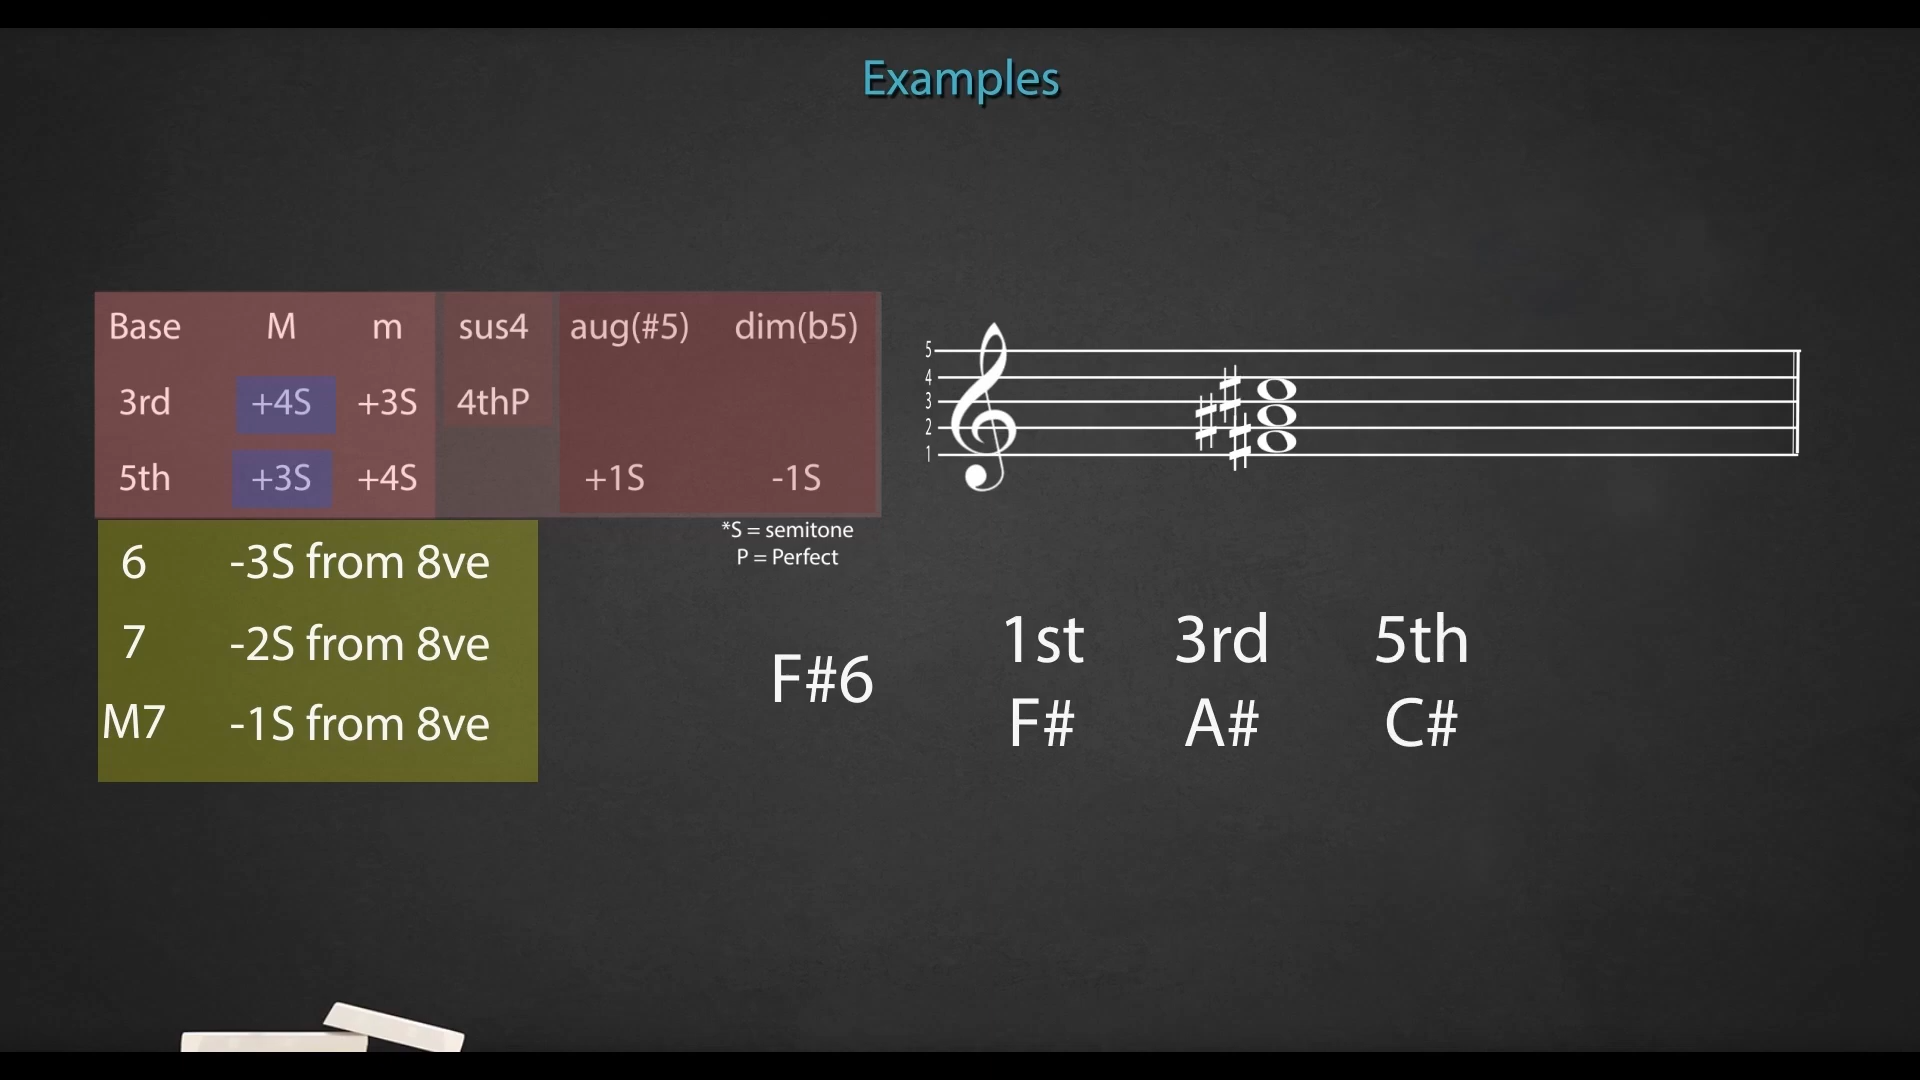 Examples
Base M m sus4 aug(#5) dim(b5)
3rd +4S +3S 4thP
5th +3S +4S +1S -1S
*S = semitone
P = Perfect
6 -3S from 8ve
7 -2S from 8ve
M7 -1S from 8ve
5
4
3
2
1
F#6
1st 3rd 5th
F# A# C#